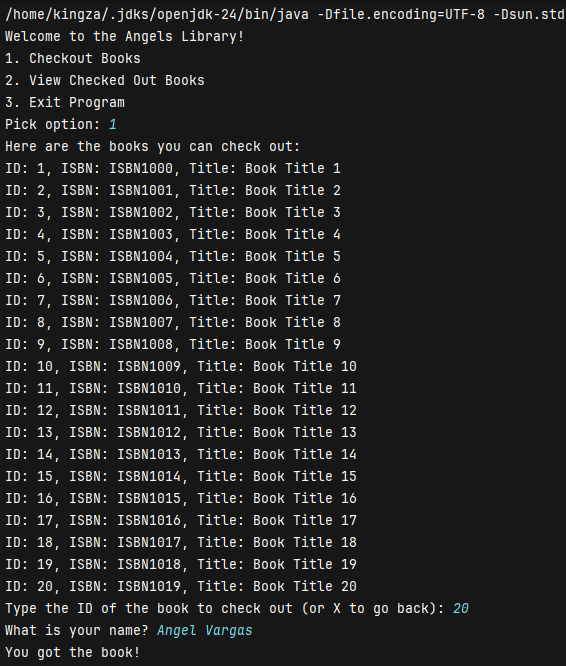 /home/kingza/.jdks/openjdk-24/bin/java -Dfile.encoding=UTF-8 -Dsun.std
Welcome to the Angels Library!
1. Checkout Books
2. View Checked Out Books
3. Exit Program
Pick option: 1
Here are the books you can check out:
ID: 1, ISBN: ISBN1000, Title: Book Title 1
ID: 2, ISBN: ISBN1001, Title: Book Title 2
ID: 3, ISBN: ISBN1002, Title: Book Title 3
ID: 4, ISBN: ISBN1003, Title: Book Title 4
ID: 5, ISBN: ISBN1004, Title: Book Title 5
ID: 6, ISBN: ISBN1005, Title: Book Title 6
ID: 7, ISBN: ISBN1006, Title: Book Title 7
ID: 8, ISBN: ISBN1007, Title: Book Title 8
ID: 9, ISBN: ISBN1008, Title: Book Title 9
ID: 10, ISBN: ISBN1009, Title: Book Title 10
ID: 11, ISBN: ISBN1010, Title: Book Title 11
ID: 12, ISBN: ISBN1011, Title: Book Title 12
ID: 13, ISBN: ISBN1012, Title: Book Title 13
ID: 14, ISBN: ISBN1013, Title: Book Title 14
ID: 15, ISBN: ISBN1014, Title: Book Title 15
ID: 16, ISBN: ISBN1015, Title: Book Title 16
ID: 17, ISBN: ISBN1016, Title: Book Title 17
ID: 18, ISBN: ISBN1017, Title: Book Title 18
ID: 19, ISBN: ISBN1018, Title: Book Title 19
ID: 20, ISBN: ISBN1019, Title: Book Title 20
Type the ID of the book to check out (or X to go back): 20
What is your name? Angel Vargas
You got the book!